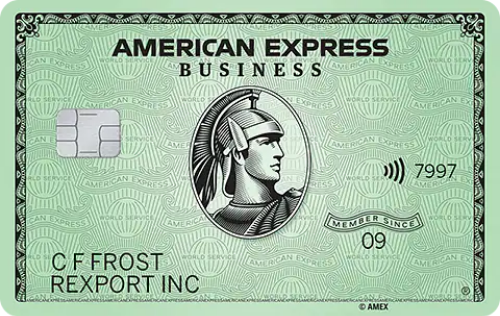 AMERICAN EXPRESS
BUSINESS
7997
MEMBER SINCE
09
C F FROST
REXPORT INC
®
© AMEX